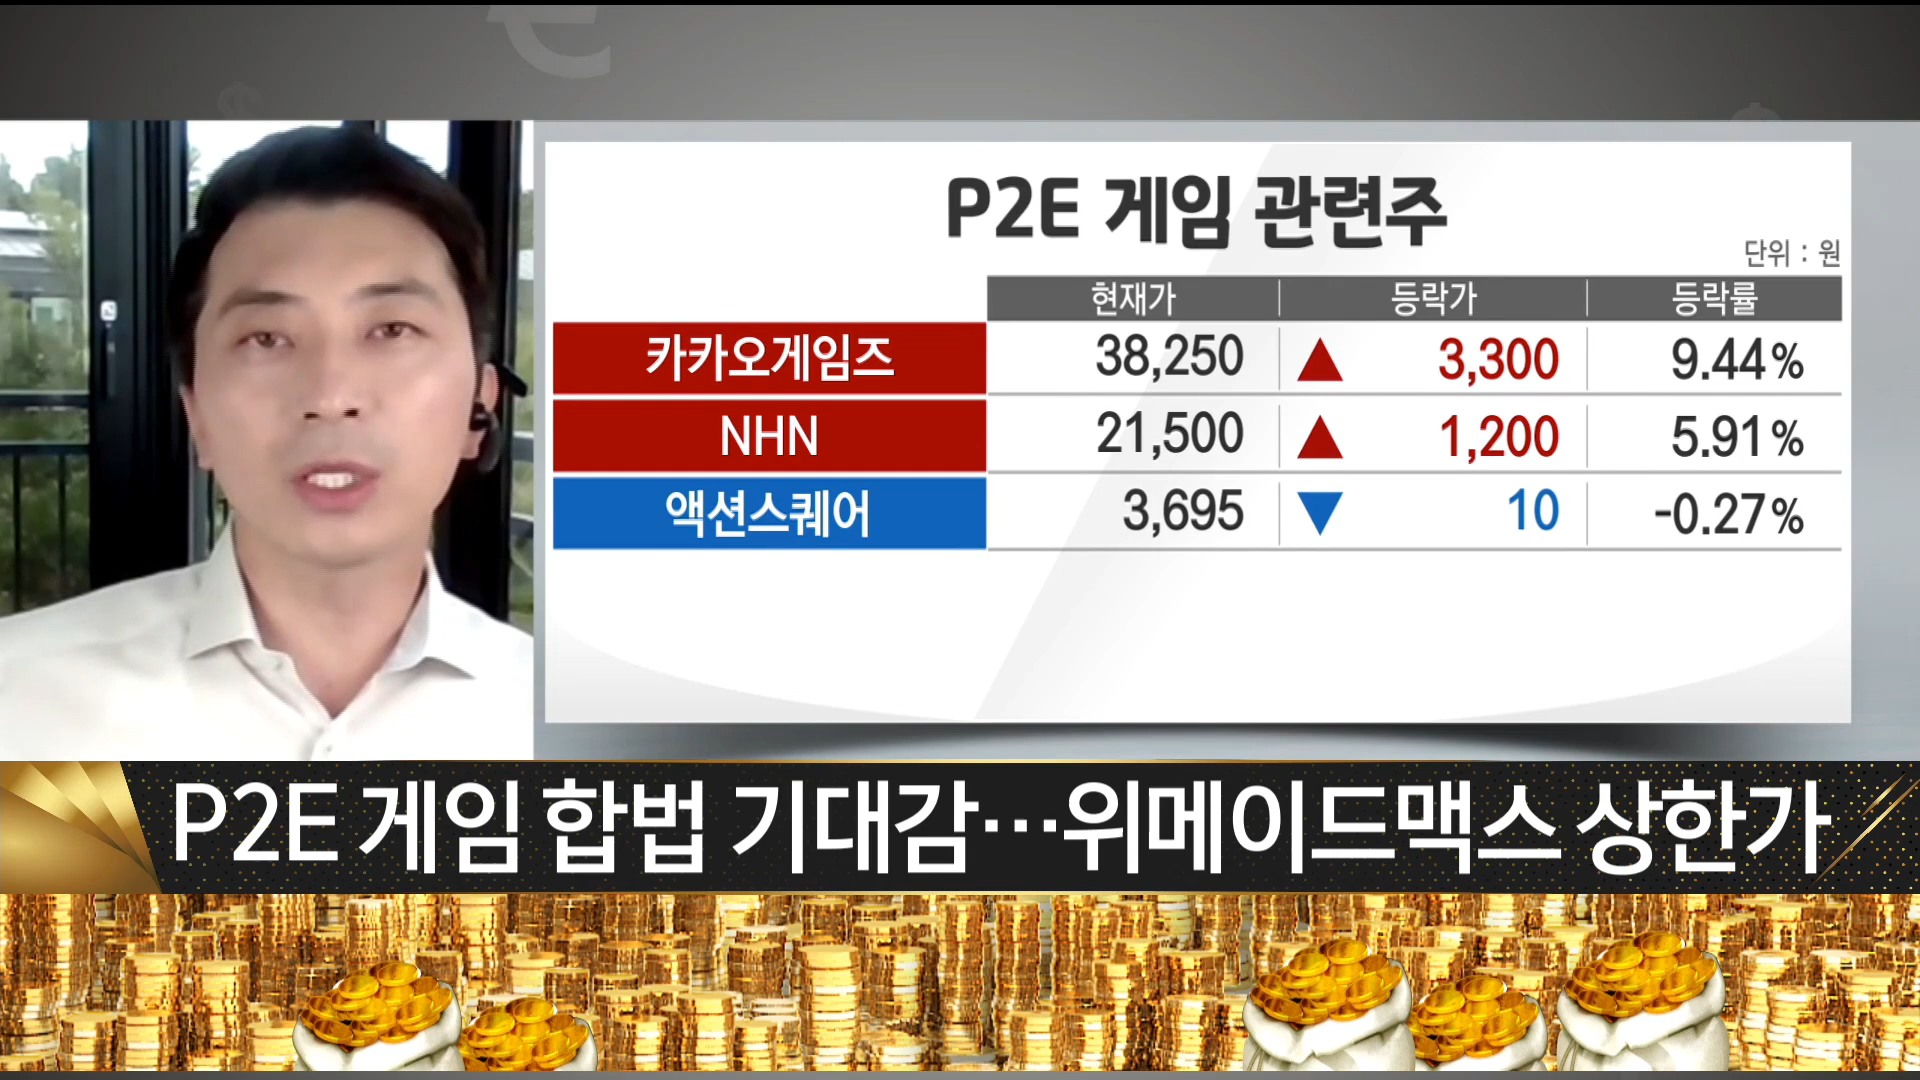 P2E 게임 관련주
단위 : 원
현재가 등락가 등락률
카카오게임즈 38,250 ▲ 3,300 9.44%
NHN 21,500 ▲ 1,200 5.91%
액션스퀘어 3,695 ▼ 10 -0.27%
P2E 게임 합법 기대감…위메이드맥스 상한가